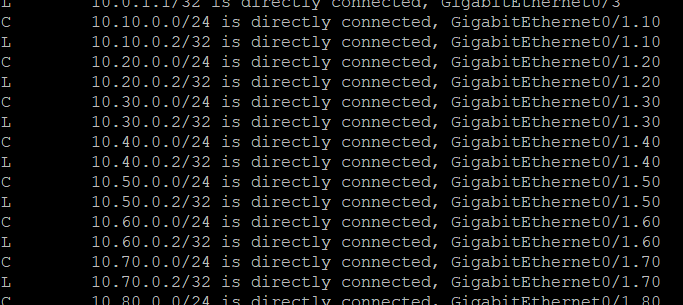 L 10.0.1.1/32 is directly connected, GigabitEthernet0/3
C 10.10.0.0/24 is directly connected, GigabitEthernet0/1.10
L 10.10.0.2/32 is directly connected, GigabitEthernet0/1.10
C 10.20.0.0/24 is directly connected, GigabitEthernet0/1.20
L 10.20.0.2/32 is directly connected, GigabitEthernet0/1.20
C 10.30.0.0/24 is directly connected, GigabitEthernet0/1.30
L 10.30.0.2/32 is directly connected, GigabitEthernet0/1.30
C 10.40.0.0/24 is directly connected, GigabitEthernet0/1.40
L 10.40.0.2/32 is directly connected, GigabitEthernet0/1.40
C 10.50.0.0/24 is directly connected, GigabitEthernet0/1.50
L 10.50.0.2/32 is directly connected, GigabitEthernet0/1.50
C 10.60.0.0/24 is directly connected, GigabitEthernet0/1.60
L 10.60.0.2/32 is directly connected, GigabitEthernet0/1.60
C 10.70.0.0/24 is directly connected, GigabitEthernet0/1.70
L 10.70.0.2/32 is directly connected, GigabitEthernet0/1.70
C 10.80.0.0/24 is directly connected, GigabitEthernet0/1.80